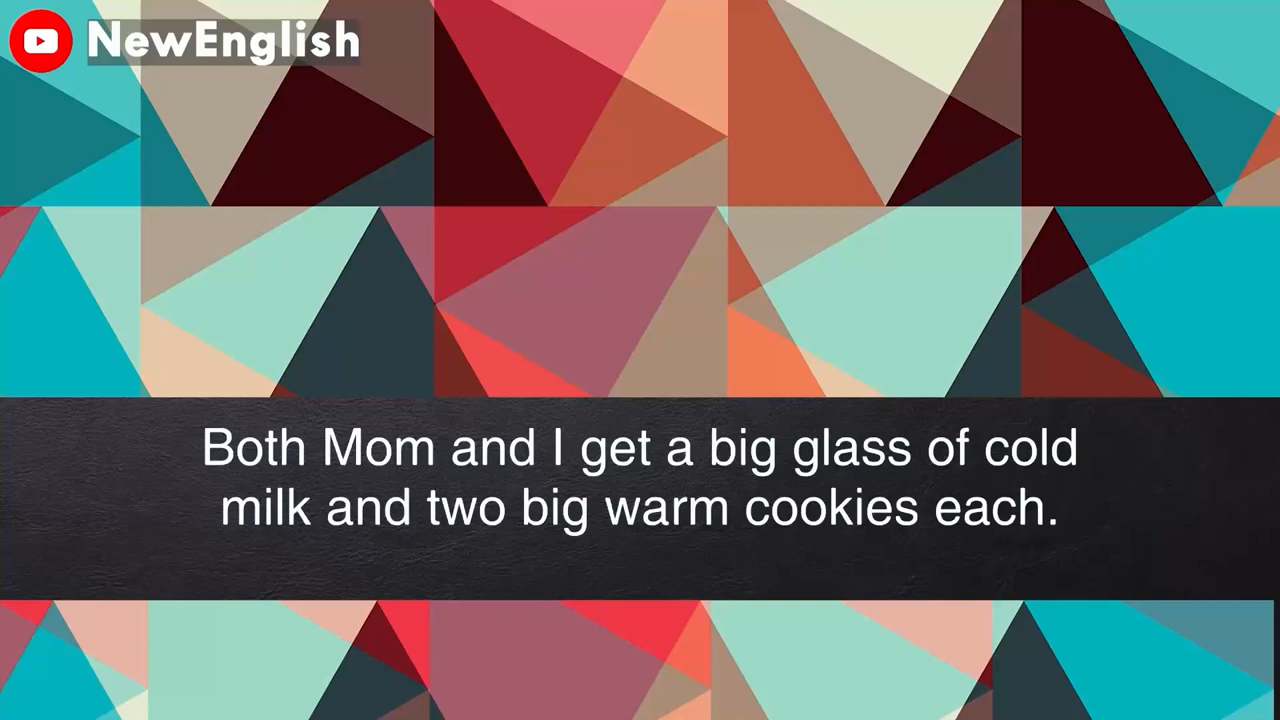 NewEnglish
Both Mom and I get a big glass of cold
milk and two big warm cookies each.